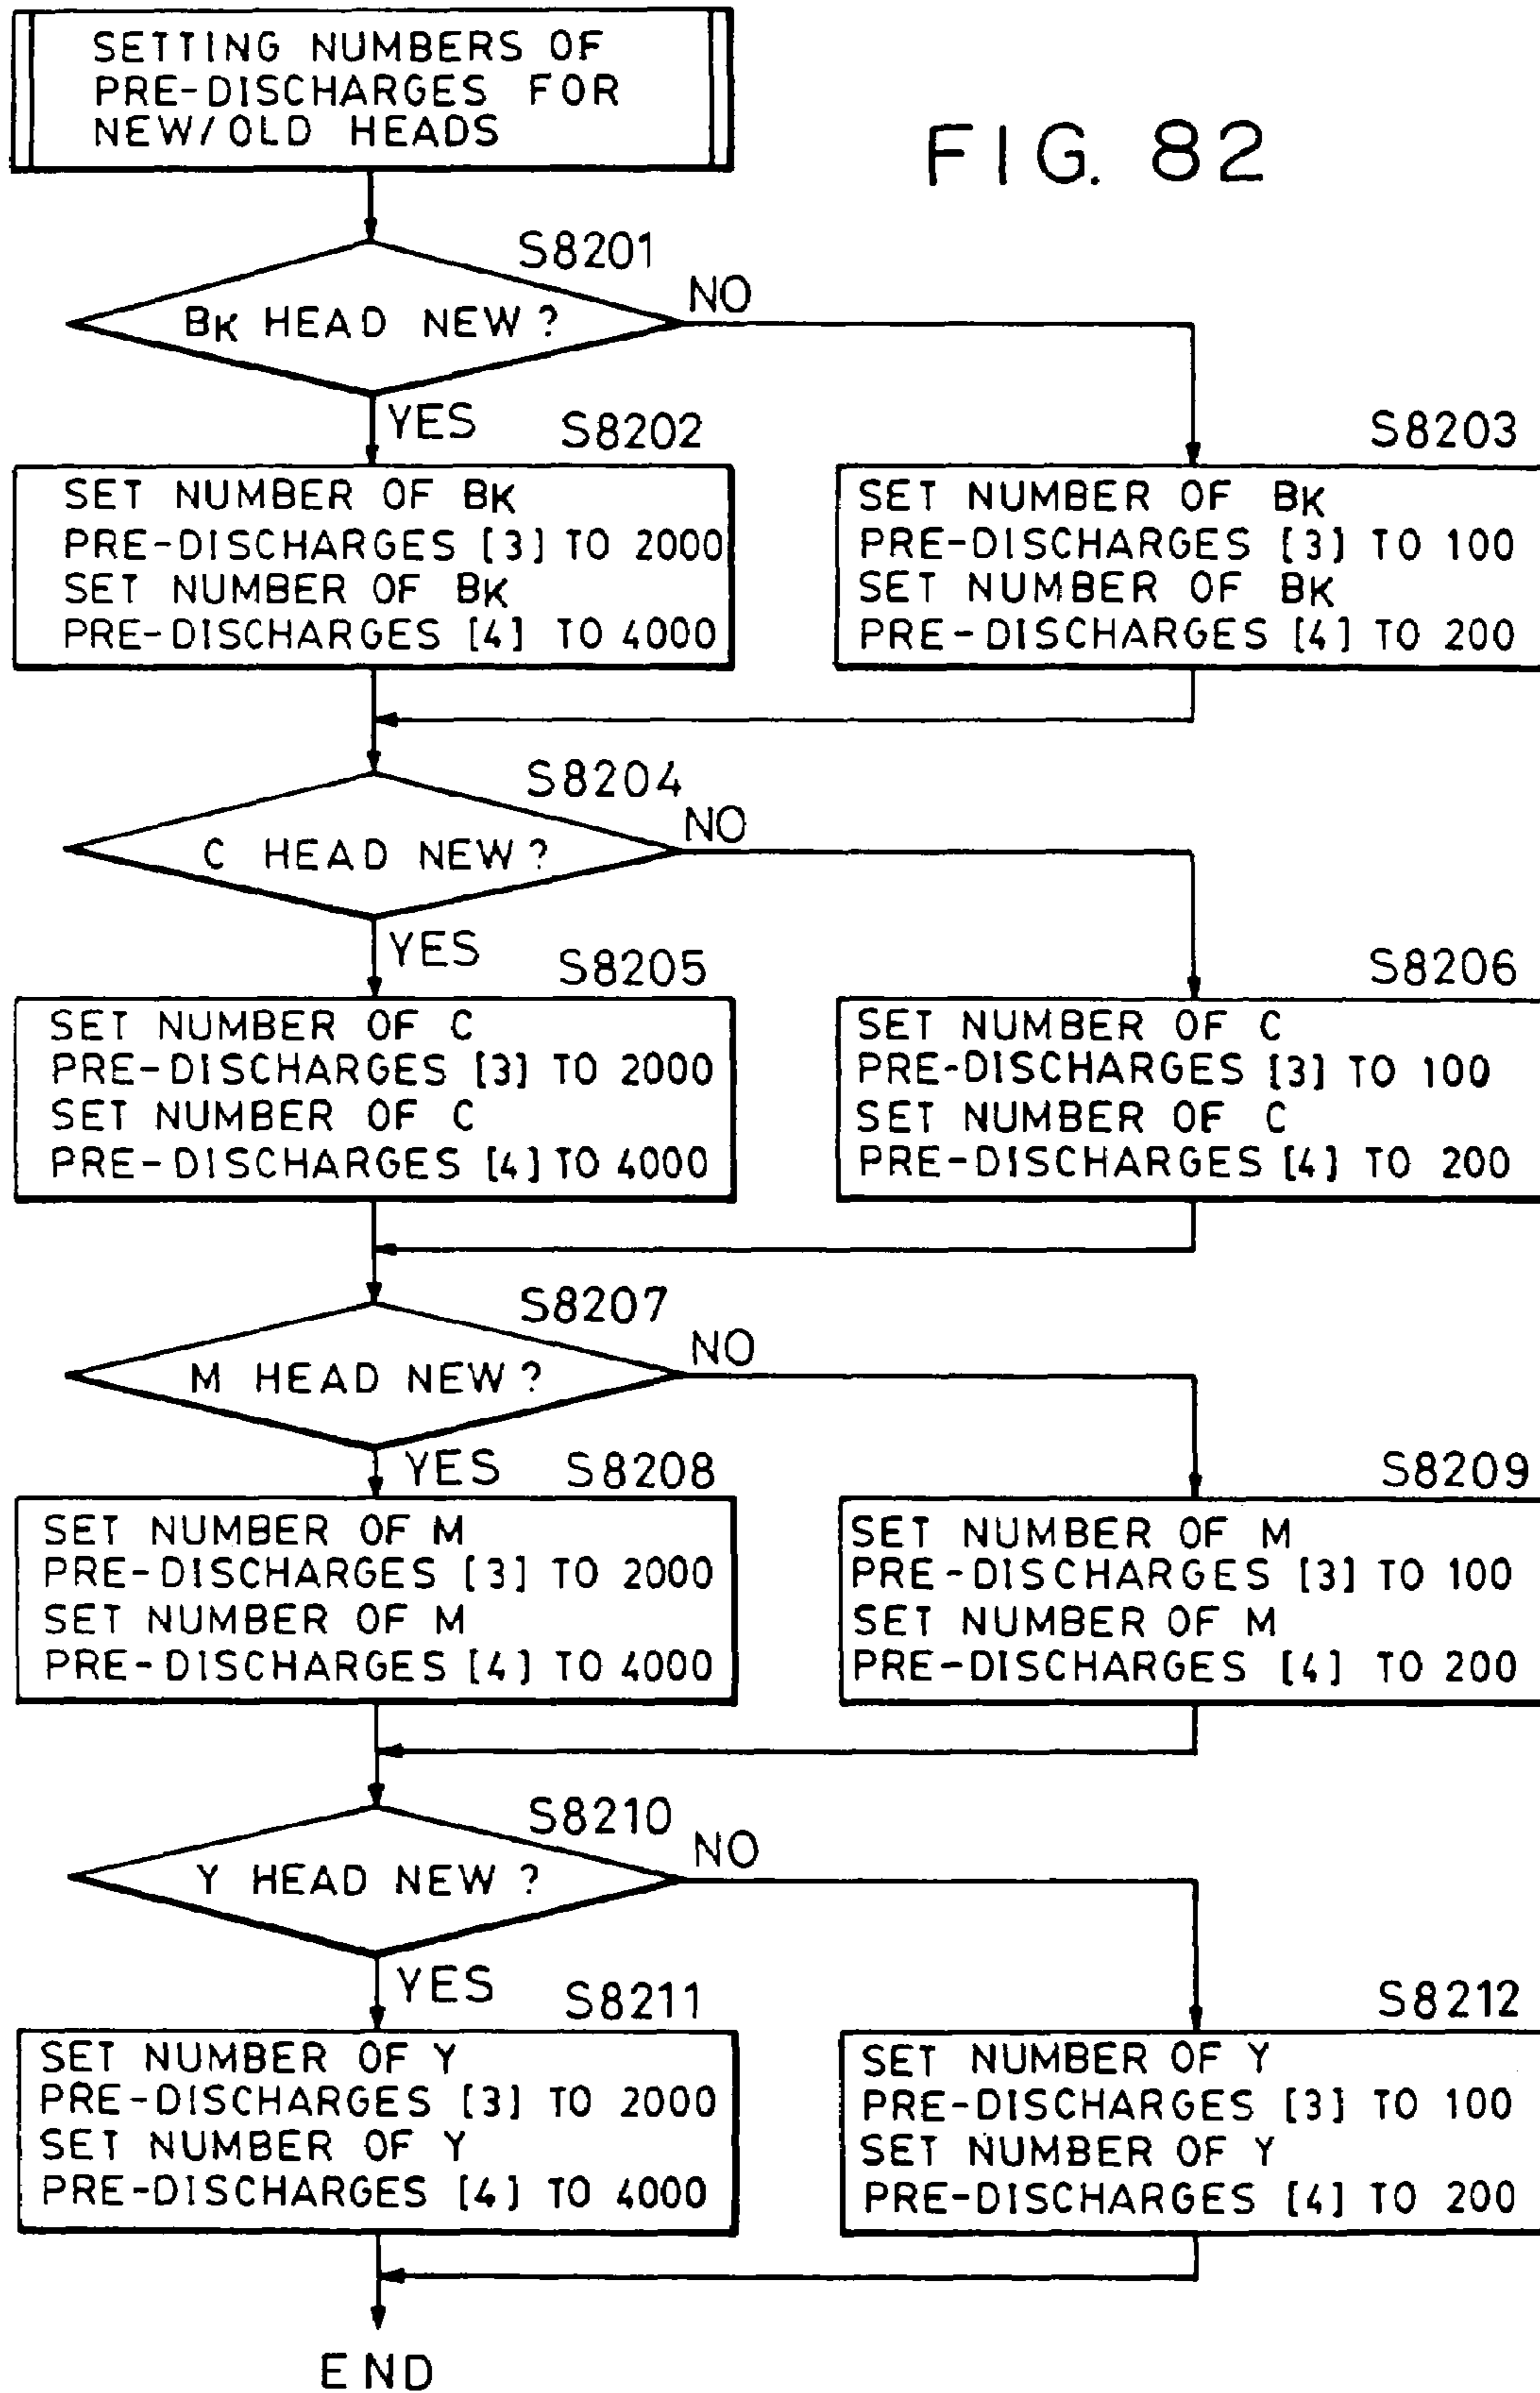 SETTING NUMBERS OF
PRE-DISCHARGES FOR
NEW/OLD HEADS
FIG. 82
S8201
BK HEAD NEW?
NO
YES
S8202
SET NUMBER OF BK
PRE-DISCHARGES [3] TO 2000
SET NUMBER OF BK
PRE-DISCHARGES [4] TO 4000
S8203
SET NUMBER OF BK
PRE-DISCHARGES [3] TO 100
SET NUMBER OF BK
PRE-DISCHARGES [4] TO 200
S8204
C HEAD NEW?
NO
YES
S8205
SET NUMBER OF C
PRE-DISCHARGES [3] TO 2000
SET NUMBER OF C
PRE-DISCHARGES [4] TO 4000
S8206
SET NUMBER OF C
PRE-DISCHARGES [3] TO 100
SET NUMBER OF C
PRE-DISCHARGES [4] TO 200
S8207
M HEAD NEW?
NO
YES
S8208
SET NUMBER OF M
PRE-DISCHARGES [3] TO 2000
SET NUMBER OF M
PRE-DISCHARGES [4] TO 4000
S8209
SET NUMBER OF M
PRE-DISCHARGES [3] TO 100
SET NUMBER OF M
PRE-DISCHARGES [4] TO 200
S8210
Y HEAD NEW?
NO
YES
S8211
SET NUMBER OF Y
PRE-DISCHARGES [3] TO 2000
SET NUMBER OF Y
PRE-DISCHARGES [4] TO 4000
S8212
SET NUMBER OF Y
PRE-DISCHARGES [3] TO 100
SET NUMBER OF Y
PRE-DISCHARGES [4] TO 200
END